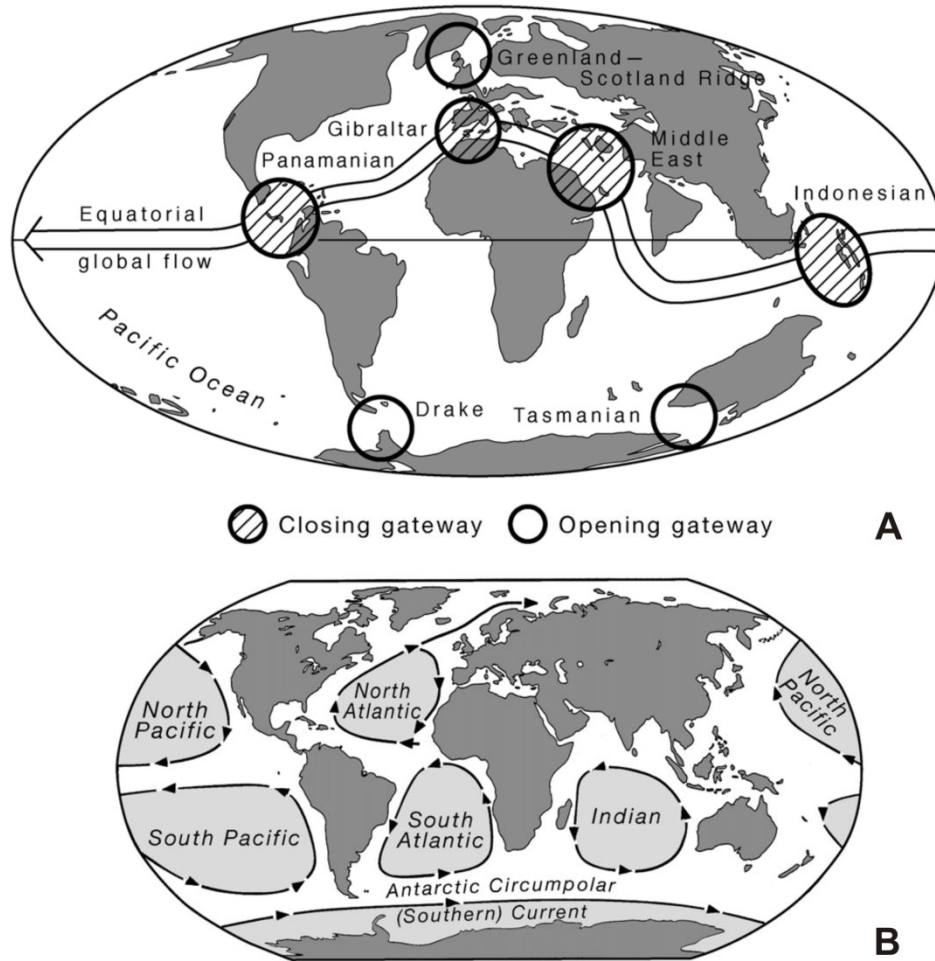 Greenland—
Scotland Ridge
Gibraltar
Panamanian
Middle
East
Indonesian
Equatorial
global flow
Pacific Ocean
Drake
Tasmanian
Closing gateway
Opening gateway
A
North
Pacific
North
Atlantic
North
Pacific
South Pacific
South
Atlantic
Indian
Antarctic Circumpolar
(Southern) Current
B